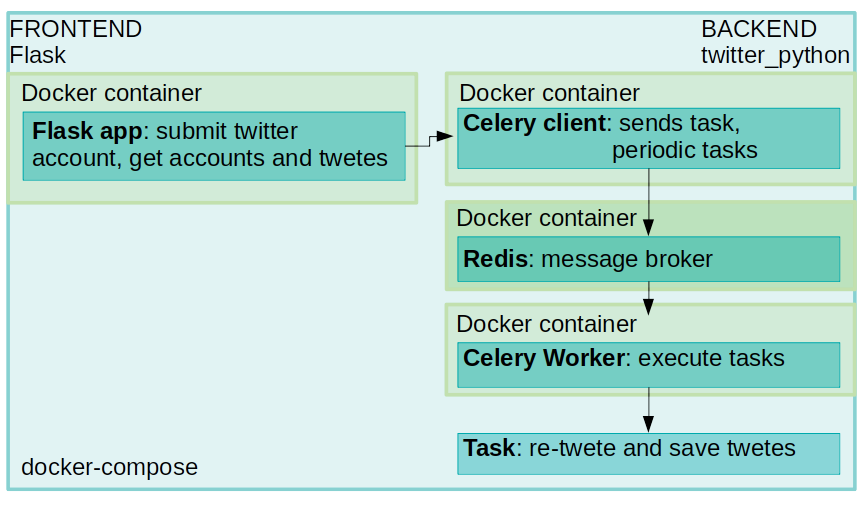 FRONTEND
Flask
BACKEND
twitter_python
Docker container
Flask app: submit twitter
account, get accounts and twetes
Docker container
Celery client: sends task,
periodic tasks
Docker container
Redis: message broker
Docker container
Celery Worker: execute tasks
Task: re-twete and save twetes
docker-compose